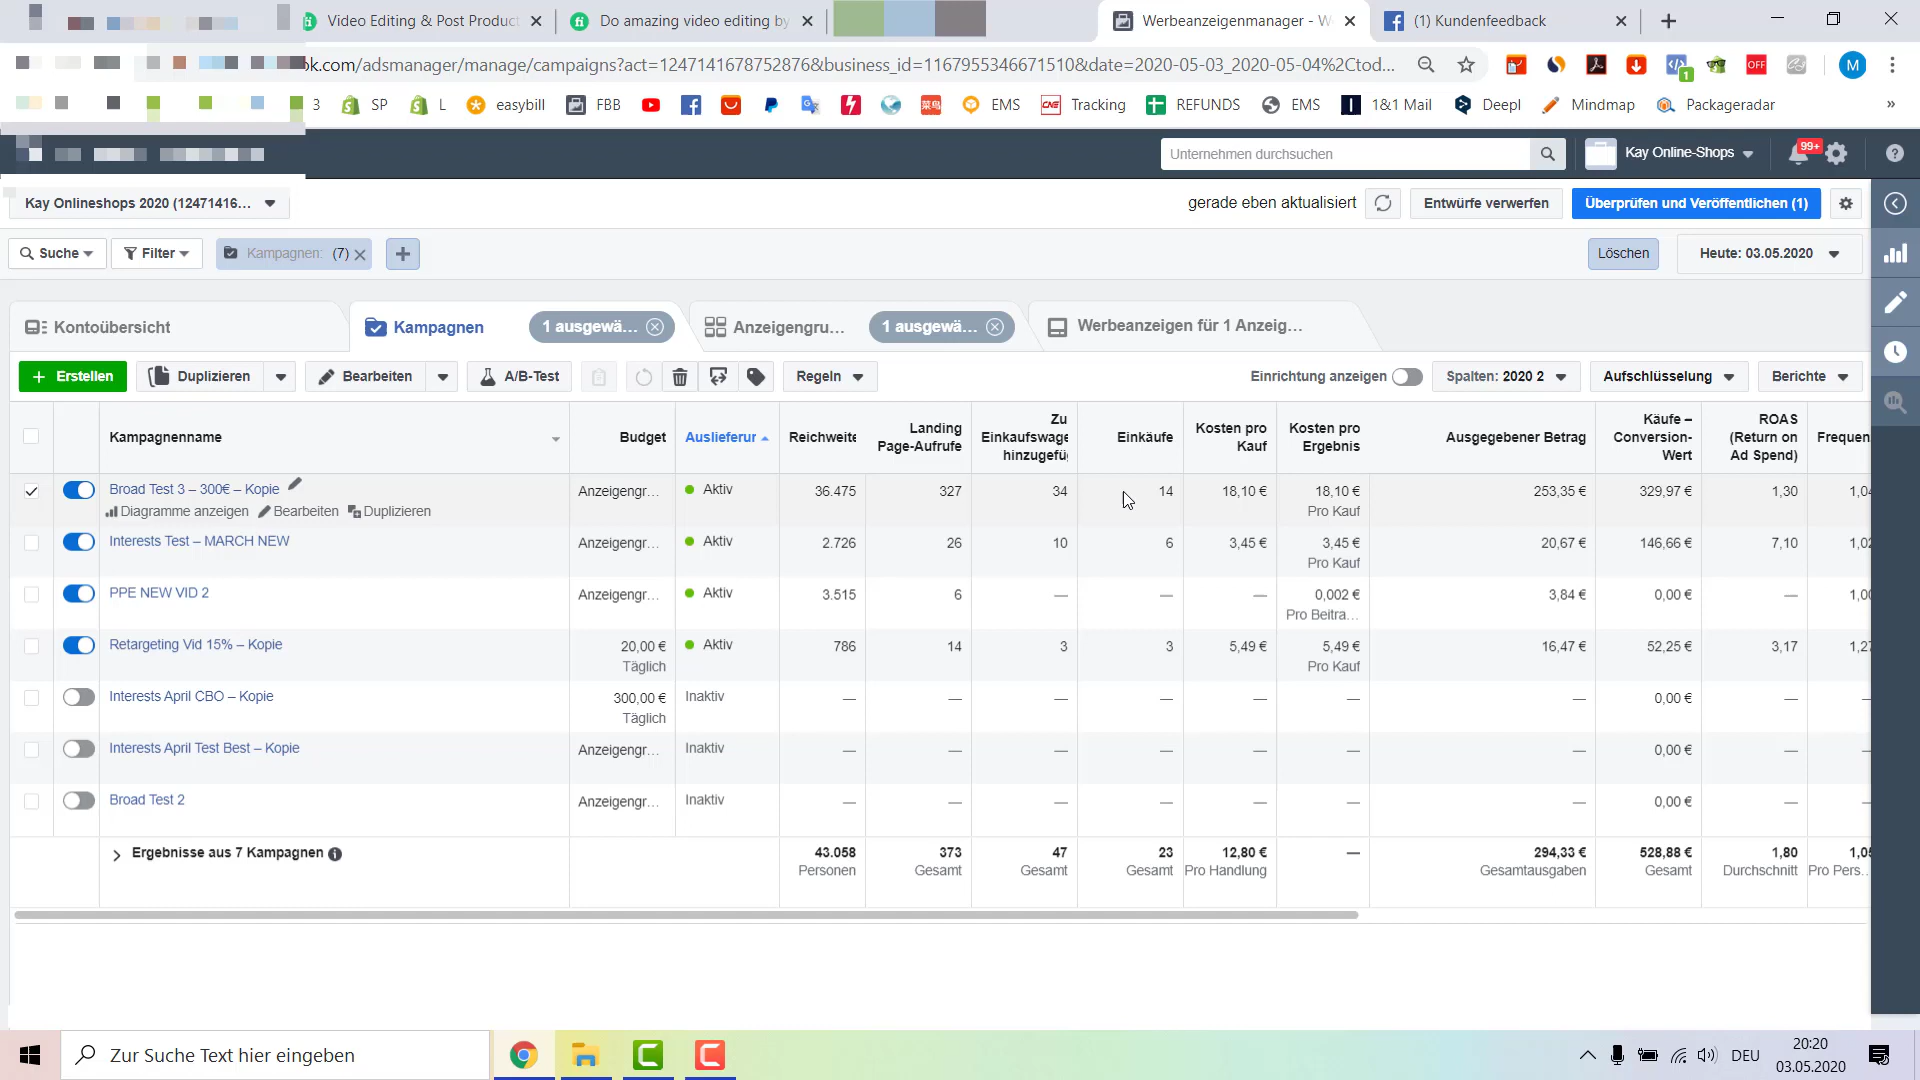 Video Editing & Post Product
Do amazing video editing by
Werbeanzeigenmanager - W
(1) Kundenfeedback
ok.com/adsmanager/manage/campaigns?act=1247141678752876&business_id=1167955346671510&date=2020-05-03_2020-05-04%2Ctod...
1
OFF
M
3
SP
L
easybill
FBB
EMS
CNE
Tracking
REFUNDS
EMS
1&1 Mail
Deepl
Mindmap
Packageradar
»
Unternehmen durchsuchen
Kay Online-Shops
99+
Kay Onlineshops 2020 (12471416...
gerade eben aktualisiert
Entwürfe verwerfen
Überprüfen und Veröffentlichen (1)
Suche
Filter
Kampagnen: (7)
Löschen
Heute: 03.05.2020
Kontoübersicht
Kampagnen
1 ausgewä...
Anzeigengru...
1 ausgewä...
Werbeanzeigen für 1 Anzeig...
Erstellen
Duplizieren
Bearbeiten
A/B-Test
Regeln
Einrichtung anzeigen
Spalten: 2020 2
Aufschlüsselung
Berichte
Kampagnenname
Budget
Auslieferur
Reichweite
Landing Page-Aufrufe
Zu Einkaufswage hinzugefü
Einkäufe
Kosten pro Kauf
Kosten pro Ergebnis
Ausgegebener Betrag
Käufe – Conversion-Wert
ROAS (Return on Ad Spend)
Frequen
Broad Test 3 – 300€ – Kopie
Diagramme anzeigen Bearbeiten Duplizieren
Anzeigengr... Aktiv 36.475 327 34 14 18,10 € 18,10 € Pro Kauf 253,35 € 329,97 € 1,30 1,04
Interests Test – MARCH NEW Anzeigengr... Aktiv 2.726 26 10 6 3,45 € 3,45 € Pro Kauf 20,67 € 146,66 € 7,10 1,02
PPE NEW VID 2 Anzeigengr... Aktiv 3.515 6 — — — 0,002 € Pro Beitra... 3,84 € 0,00 € — 1,00
Retargeting Vid 15% – Kopie 20,00 € Täglich Aktiv 786 14 3 3 5,49 € 5,49 € Pro Kauf 16,47 € 52,25 € 3,17 1,27
Interests April CBO – Kopie 300,00 € Täglich Inaktiv — — — — — — — 0,00 € — —
Interests April Test Best – Kopie Anzeigengr... Inaktiv — — — — — — — 0,00 € — —
Broad Test 2 Anzeigengr... Inaktiv — — — — — — — 0,00 € — —
Ergebnisse aus 7 Kampagnen 43.058 373 47 23 12,80 € — 294,33 € 528,88 € 1,80 1,05
Personen Gesamt Gesamt Gesamt Pro Handlung Gesamtausgaben Gesamt Durchschnitt Pro Pers...
Zur Suche Text hier eingeben
DEU
20:20
03.05.2020